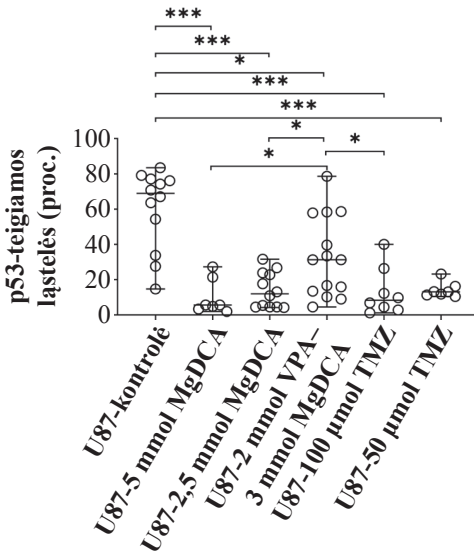 ***
***
*
***
***
*
*
*
p53-teigiamos
ląstelės (proc.)
100
80
60
40
20
0
U87-kontrolė
U87-5 mmol MgDCA
U87-2,5 mmol MgDCA
U87-2 mmol VPA–
3 mmol MgDCA
U87-100 µmol TMZ
U87-50 µmol TMZ